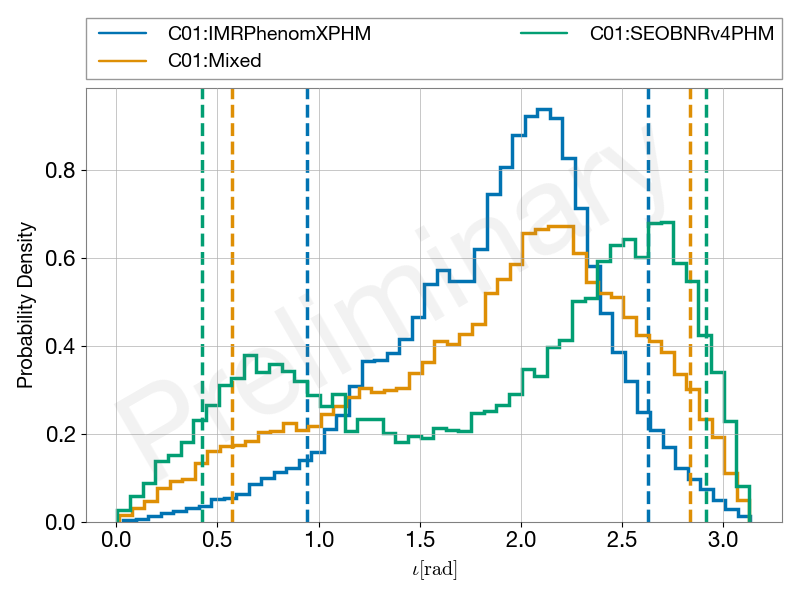 C01:IMRPhenomXPHM
C01:Mixed
C01:SEOBNRv4PHM
Preliminary
Probability Density
0.8
0.6
0.4
0.2
0.0
0.0 0.5 1.0 1.5 2.0 2.5 3.0
ι[rad]